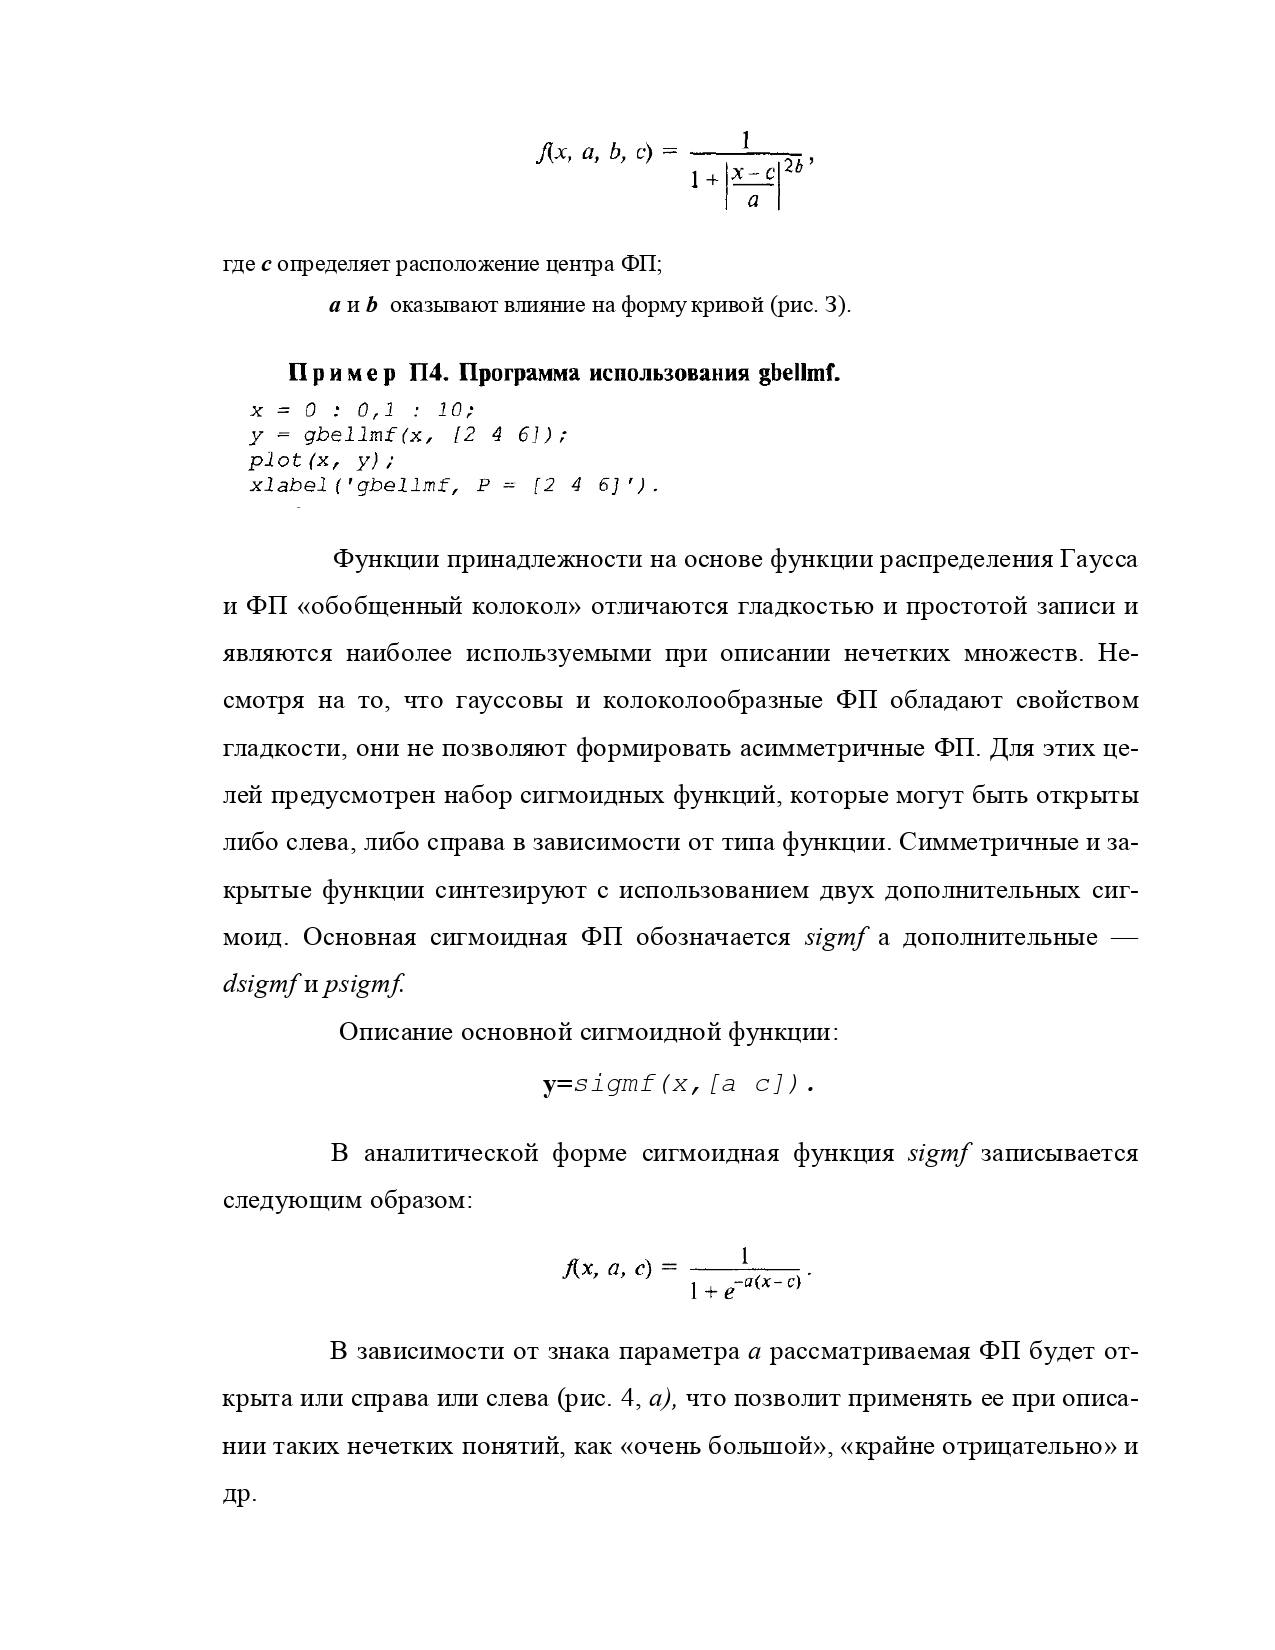 f(x, a, b, c) = 1 / (1 + |(x – c)/a|^2b),
где c определяет расположение центра ФП;
a и b оказывают влияние на форму кривой (рис. 3).
Пример П4. Программа использования gbellmf.
x = 0 : 0,1 : 10;
y = gbellmf(x, [2 4 6]);
plot(x, y);
xlabel('gbellmf, P = [2 4 6]').
Функции принадлежности на основе функции распределения Гаусса
и ФП «обобщенный колокол» отличаются гладкостью и простотой записи и
являются наиболее используемыми при описании нечетких множеств. Не-
смотря на то, что гауссовы и колоколообразные ФП обладают свойством
гладкости, они не позволяют формировать асимметричные ФП. Для этих це-
лей предусмотрен набор сигмоидных функций, которые могут быть открыты
либо слева, либо справа в зависимости от типа функции. Симметричные и за-
крытые функции синтезируют с использованием двух дополнительных сиг-
моид. Основная сигмоидная ФП обозначается sigmf а дополнительные —
dsigmf и psigmf.
Описание основной сигмоидной функции:
y=sigmf(x,[a c]).
В аналитической форме сигмоидная функция sigmf записывается
следующим образом:
f(x, a, c) = 1 / (1 + e^–a(x – c)).
В зависимости от знака параметра а рассматриваемая ФП будет от-
крыта или справа или слева (рис. 4, а), что позволит применять ее при описа-
нии таких нечетких понятий, как «очень большой», «крайне отрицательно» и
др.